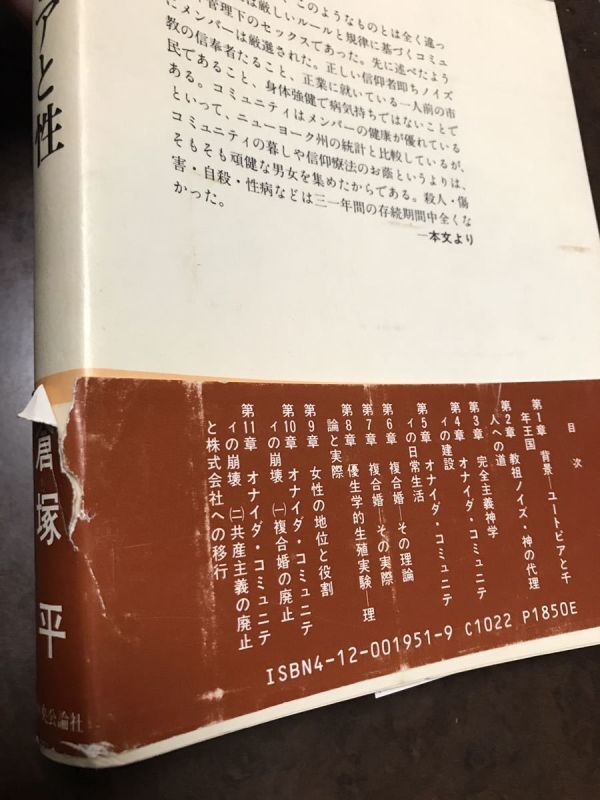 、このようなものとは全く違っ
は厳しいルールと規律に基づくコミュ
管理下のセックスであった。先に述べたよう
にメンバーは厳選された。正しい信仰者即ちノイズ
教の信奉者たること、正業に就いている一人前の市
民であること、身体強健で病気持ちではないことで
ある。コミュニティはメンバーの健康が優れている
といって、ニューヨーク州の統計と比較しているが、
コミュニティの暮しや信仰療法のお蔭というよりは、
そもそも頑健な男女を集めたからである。殺人・傷
害・自殺・性病などは三一年間の存続期間中全くな
かった。
―本文より
目次
第1章 背景―ユートピアと千
年王国
第2章 教祖ノイズ・神の代理
人への道
第3章 完全主義神学
第4章 オナイダ・コミュニテ
ィの建設
第5章 オナイダ・コミュニテ
ィの日常生活
第6章 複合婚―その理論
第7章 複合婚―その実際
第8章 優生学的生殖実験―理
論と実際
第9章 女性の地位と役割
第10章 オナイダ・コミュニテ
ィの崩壊 ㈠複合婚の廃止
第11章 オナイダ・コミュニテ
ィの崩壊 ㈡共産主義の廃止
と株式会社への移行
ISBN4-12-001951-9 C1022 P1850E
アと性
君塚 平
央公論社